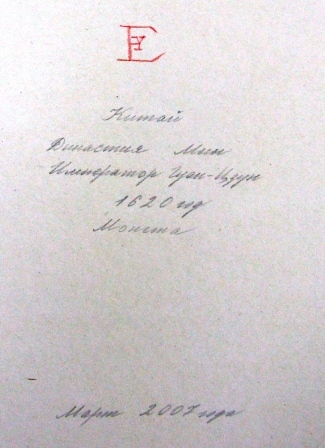 Китай
Династия Мин
Император Гуан-Цзун
1620 год
Монета
Март 2007 года